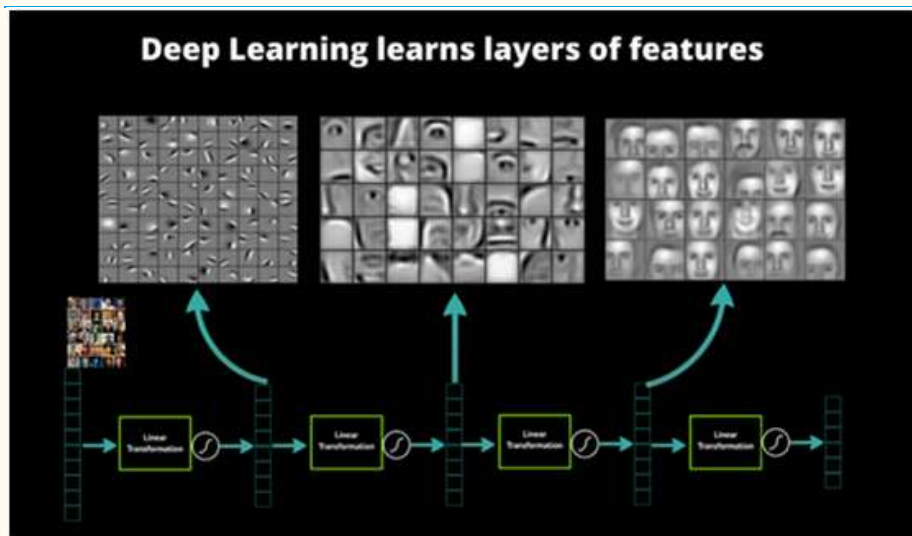 Deep Learning learns layers of features
Linear
Transformation
Linear
Transformation
Linear
Transformation
Linear
Transformation